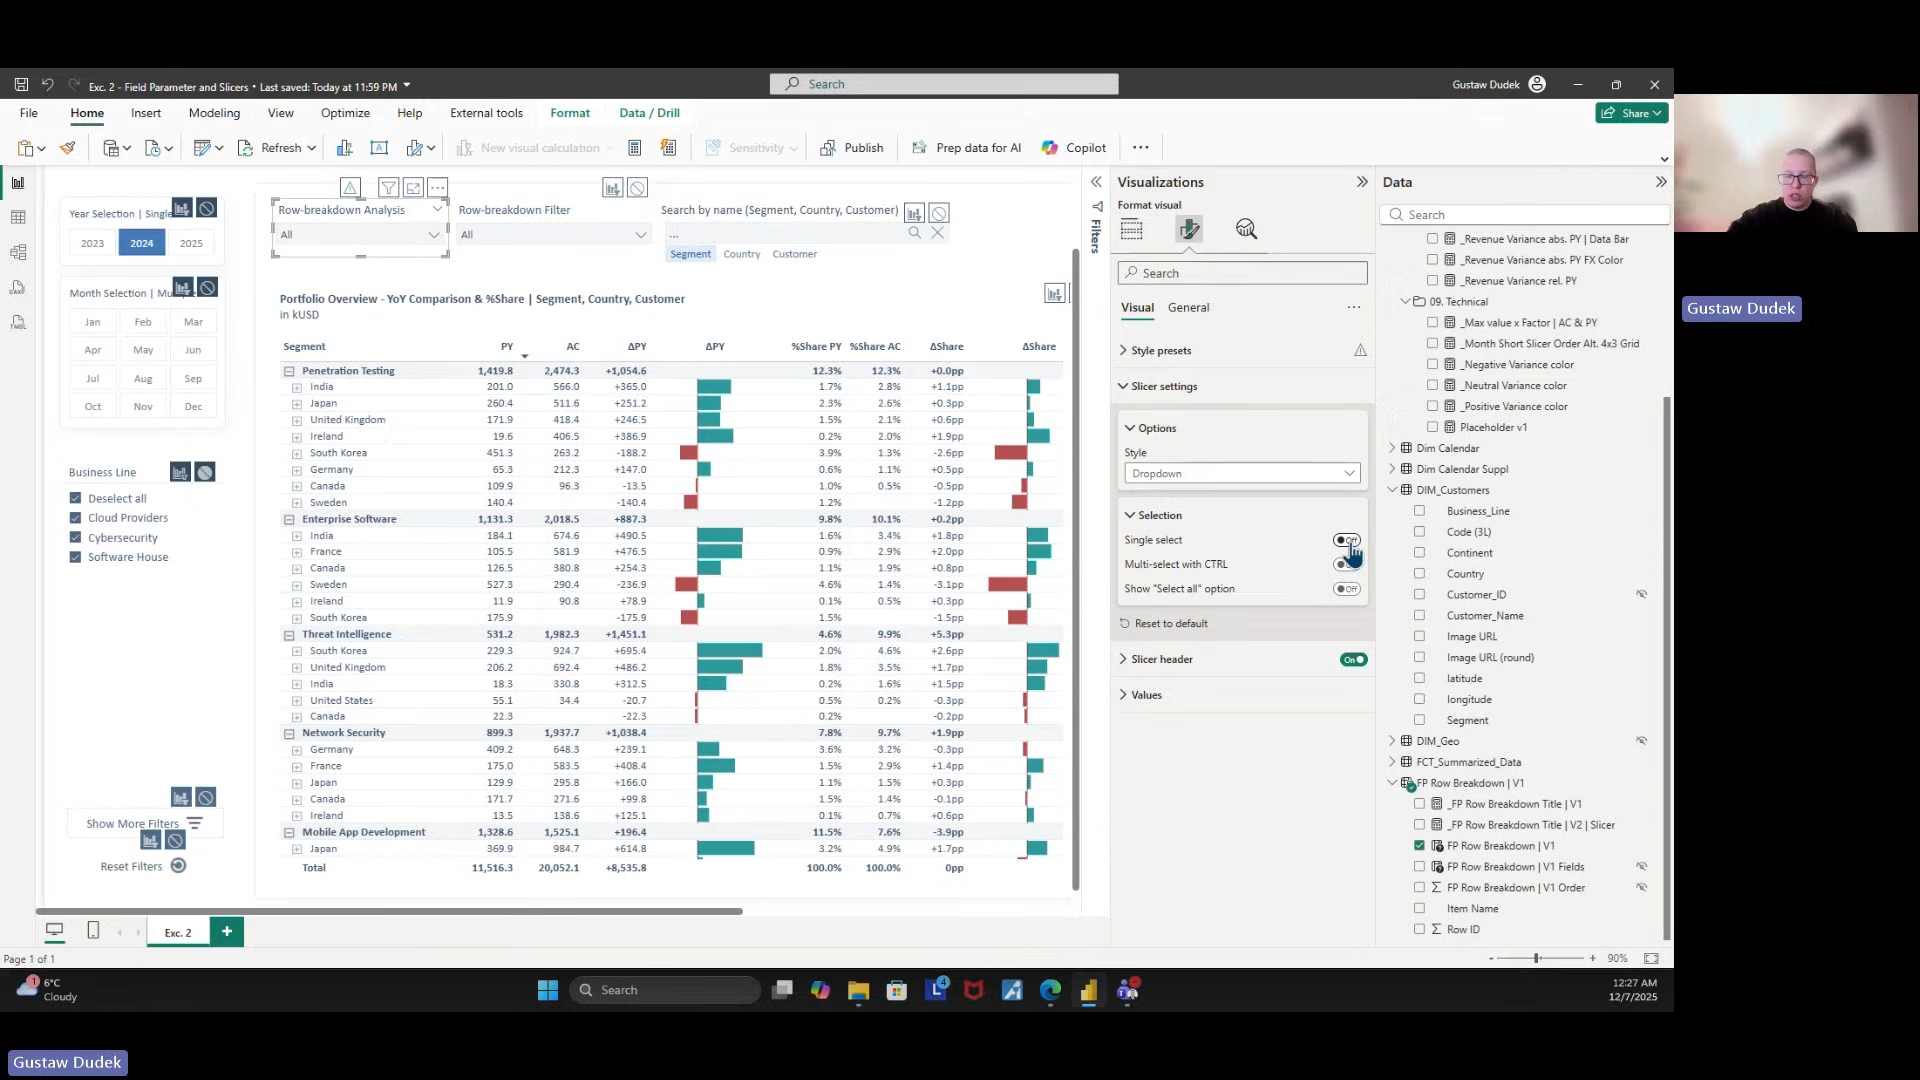 Exc. 2 - Field Parameter and Slicers • Last saved: Today at 11:59 PM
Search
Gustaw Dudek
File Home Insert Modeling View Optimize Help External tools Format Data / Drill
Share
Refresh New visual calculation Sensitivity Publish Prep data for AI Copilot
Year Selection | Single
2023 2024 2025
Month Selection | Mu
Jan Feb Mar
Apr May Jun
Jul Aug Sep
Oct Nov Dec
Business Line
Deselect all
Cloud Providers
Cybersecurity
Software House
Show More Filters
Reset Filters
Row-breakdown Analysis
All
Row-breakdown Filter
All
Search by name (Segment, Country, Customer)
...
Segment Country Customer
Portfolio Overview - YoY Comparison & %Share | Segment, Country, Customer
in kUSD
Segment PY AC ΔPY ΔPY %Share PY %Share AC ΔShare ΔShare
Penetration Testing 1,419.8 2,474.3 +1,054.6 12.3% 12.3% +0.0pp
India 201.0 566.0 +365.0 1.7% 2.8% +1.1pp
Japan 260.4 511.6 +251.2 2.3% 2.6% +0.3pp
United Kingdom 171.9 418.4 +246.5 1.5% 2.1% +0.6pp
Ireland 19.6 406.5 +386.9 0.2% 2.0% +1.9pp
South Korea 451.3 263.2 -188.2 3.9% 1.3% -2.6pp
Germany 65.3 212.3 +147.0 0.6% 1.1% +0.5pp
Canada 109.9 96.3 -13.5 1.0% 0.5% -0.5pp
Sweden 140.4 -140.4 1.2% -1.2pp
Enterprise Software 1,131.3 2,018.5 +887.3 9.8% 10.1% +0.2pp
India 184.1 674.6 +490.5 1.6% 3.4% +1.8pp
France 105.5 581.9 +476.5 0.9% 2.9% +2.0pp
Canada 126.5 380.8 +254.3 1.1% 1.9% +0.8pp
Sweden 527.3 290.4 -236.9 4.6% 1.4% -3.1pp
Ireland 11.9 90.8 +78.9 0.1% 0.5% +0.3pp
South Korea 175.9 -175.9 1.5% -1.5pp
Threat Intelligence 531.2 1,982.3 +1,451.1 4.6% 9.9% +5.3pp
South Korea 229.3 924.7 +695.4 2.0% 4.6% +2.6pp
United Kingdom 206.2 692.4 +486.2 1.8% 3.5% +1.7pp
India 18.3 330.8 +312.5 0.2% 1.6% +1.5pp
United States 55.1 34.4 -20.7 0.5% 0.2% -0.3pp
Canada 22.3 -22.3 0.2% -0.2pp
Network Security 899.3 1,937.7 +1,038.4 7.8% 9.7% +1.9pp
Germany 409.2 648.3 +239.1 3.6% 3.2% -0.3pp
France 175.0 583.5 +408.4 1.5% 2.9% +1.4pp
Japan 129.9 295.8 +166.0 1.1% 1.5% +0.3pp
Canada 171.7 271.6 +99.8 1.5% 1.4% -0.1pp
Ireland 13.5 138.6 +125.1 0.1% 0.7% +0.6pp
Mobile App Development 1,328.6 1,525.1 +196.4 11.5% 7.6% -3.9pp
Japan 369.9 984.7 +614.8 3.2% 4.9% +1.7pp
Total 11,516.3 20,052.1 +8,535.8 100.0% 100.0% 0pp
Filters
Visualizations
Format visual
Search
Visual General
Style presets
Slicer settings
Options
Style
Dropdown
Selection
Single select Off
Multi-select with CTRL
Show "Select all" option Off
Reset to default
Slicer header On
Values
Data
Search
_Revenue Variance abs. PY | Data Bar
_Revenue Variance abs. PY FX Color
_Revenue Variance rel. PY
09. Technical
_Max value x Factor | AC & PY
_Month Short Slicer Order Alt. 4x3 Grid
_Negative Variance color
_Neutral Variance color
_Positive Variance color
Placeholder v1
Dim Calendar
Dim Calendar Suppl
DIM_Customers
Business_Line
Code (3L)
Continent
Country
Customer_ID
Customer_Name
Image URL
Image URL (round)
latitude
longitude
Segment
DIM_Geo
FCT_Summarized_Data
FP Row Breakdown | V1
_FP Row Breakdown Title | V1
_FP Row Breakdown Title | V2 | Slicer
FP Row Breakdown | V1
FP Row Breakdown | V1 Fields
FP Row Breakdown | V1 Order
Item Name
Row ID
Exc. 2
Page 1 of 1
90%
1
6°C
Cloudy
Search
4
12:27 AM
12/7/2025
Gustaw Dudek
Gustaw Dudek